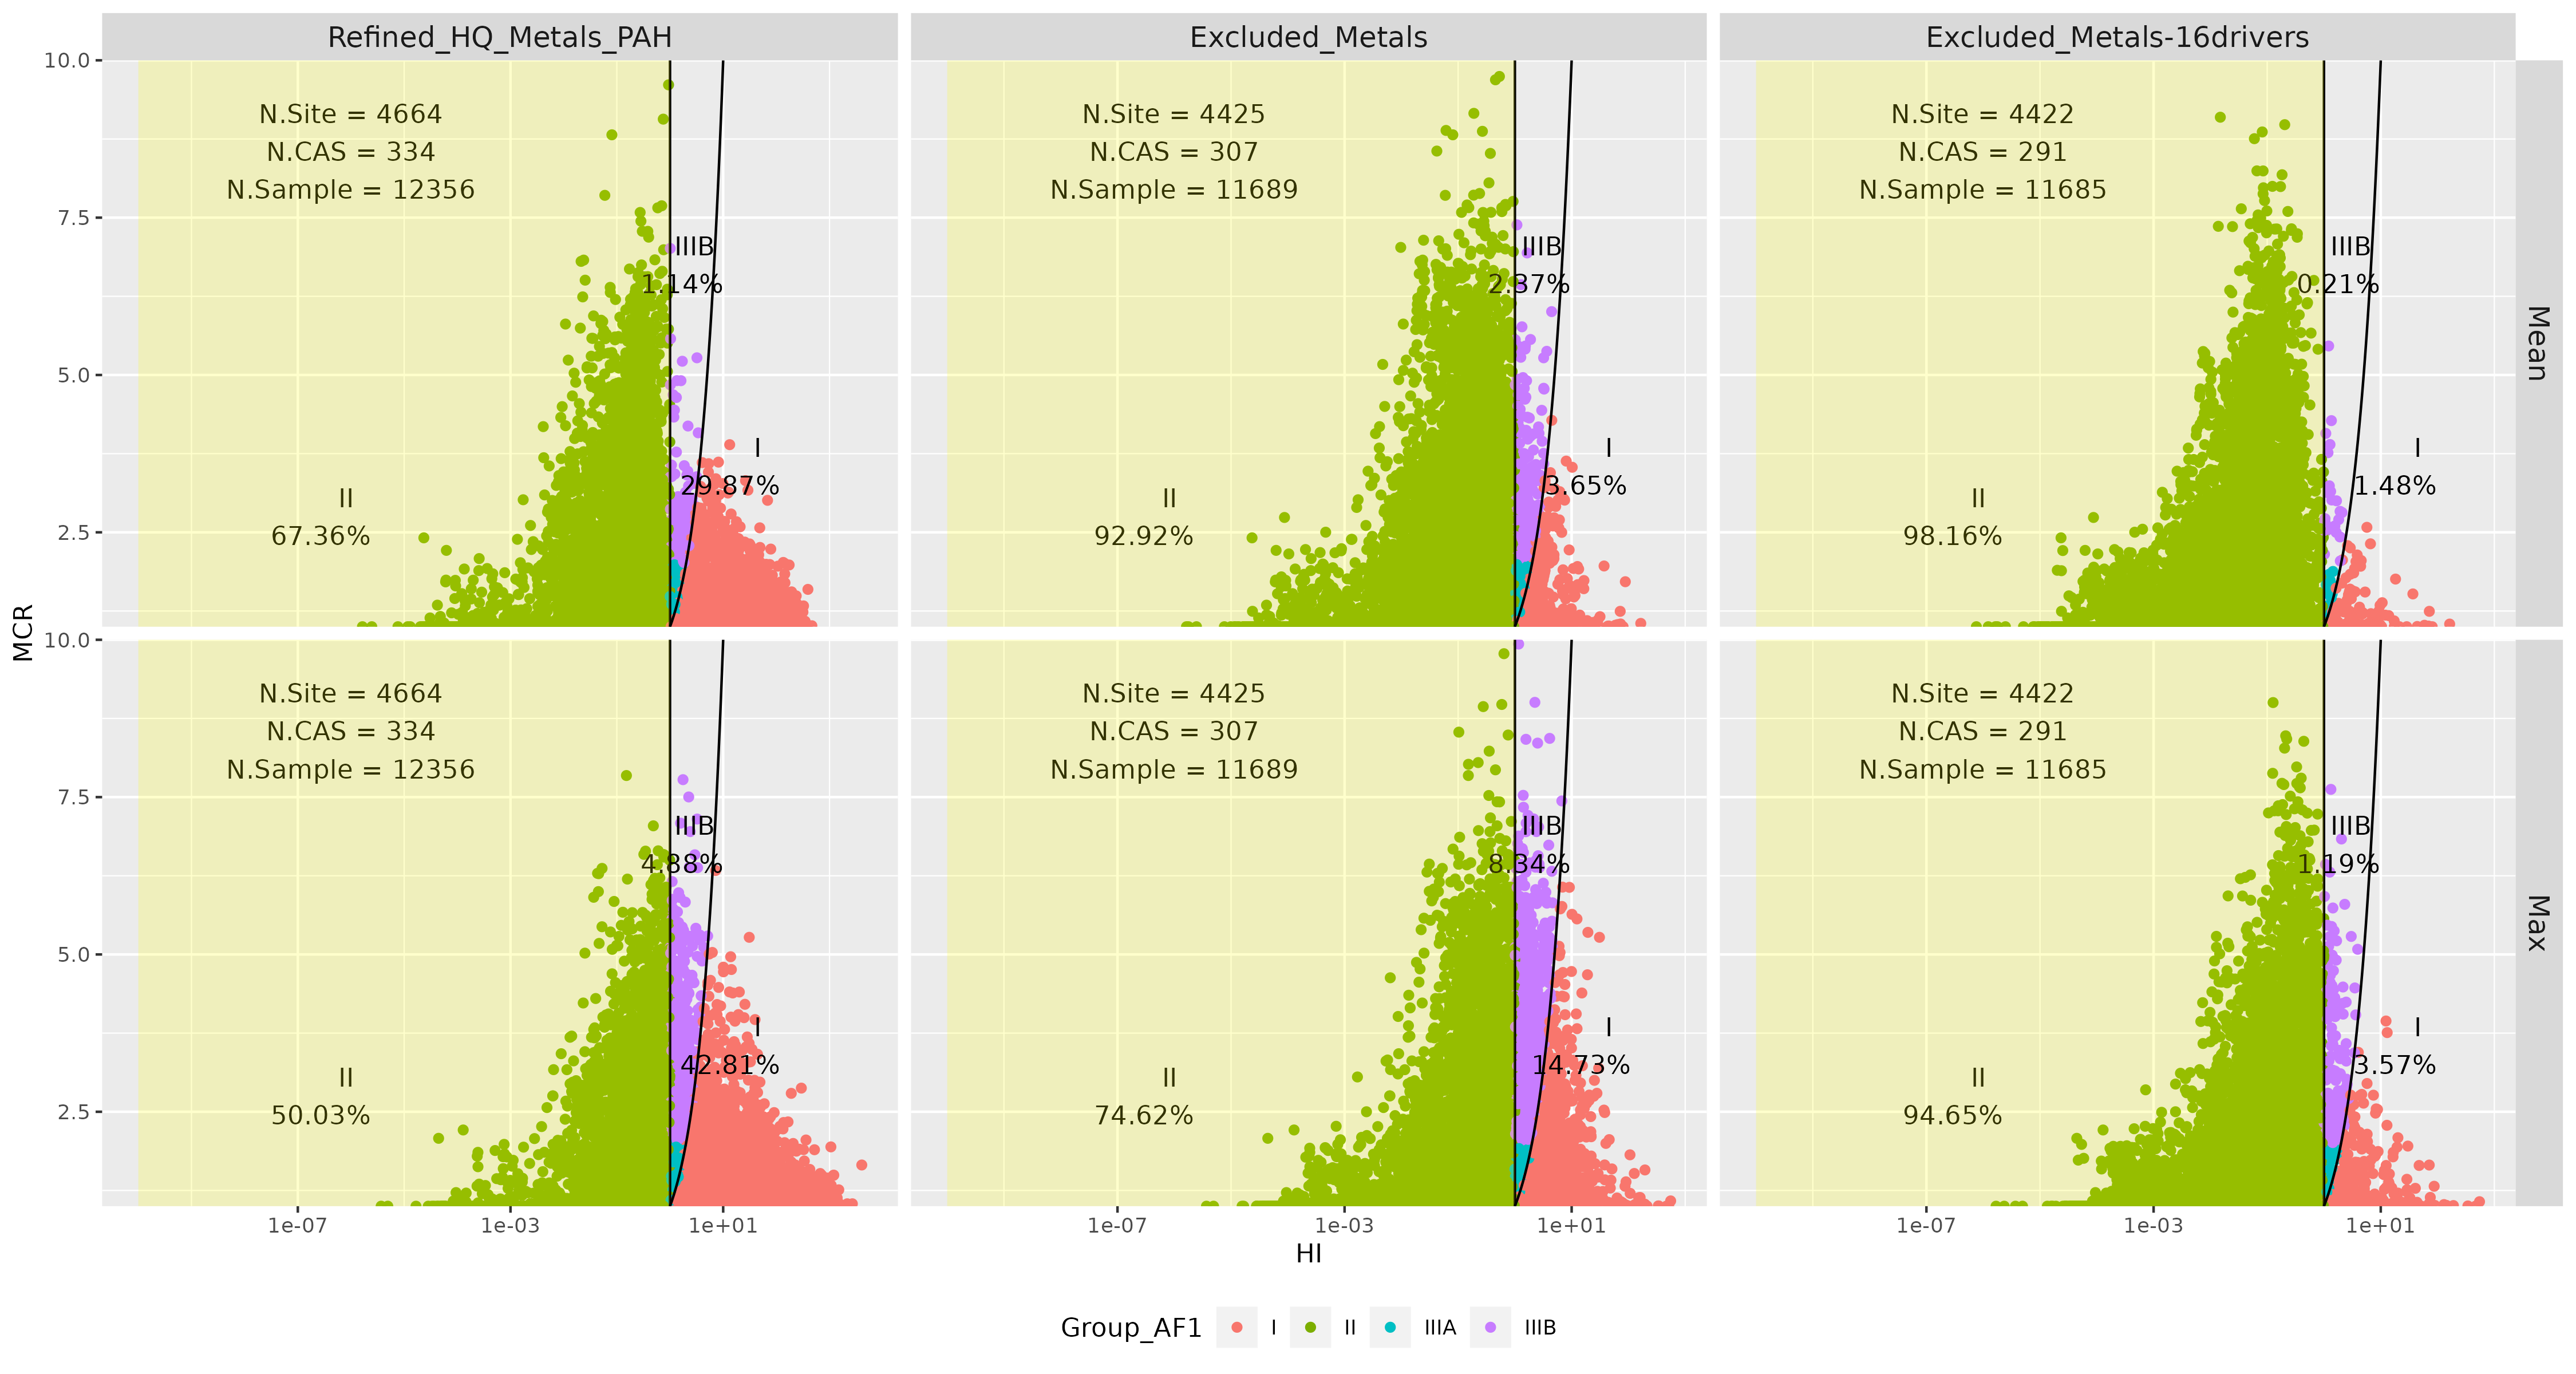 Refined_HQ_Metals_PAH
Excluded_Metals
Excluded_Metals-16drivers
10.0
7.5
5.0
2.5
N.Site = 4664
N.CAS = 334
N.Sample = 12356
IIIB
1.14%
I
29.87%
II
67.36%
N.Site = 4425
N.CAS = 307
N.Sample = 11689
IIIB
2.37%
I
3.65%
II
92.92%
N.Site = 4422
N.CAS = 291
N.Sample = 11685
IIIB
0.21%
I
1.48%
II
98.16%
Mean
MCR
10.0
7.5
5.0
2.5
N.Site = 4664
N.CAS = 334
N.Sample = 12356
IIIB
4.88%
I
42.81%
II
50.03%
N.Site = 4425
N.CAS = 307
N.Sample = 11689
IIIB
8.34%
I
14.73%
II
74.62%
N.Site = 4422
N.CAS = 291
N.Sample = 11685
IIIB
1.19%
I
3.57%
II
94.65%
Max
1e-07 1e-03 1e+01
1e-07 1e-03 1e+01
1e-07 1e-03 1e+01
HI
Group_AF1 I II IIIA IIIB